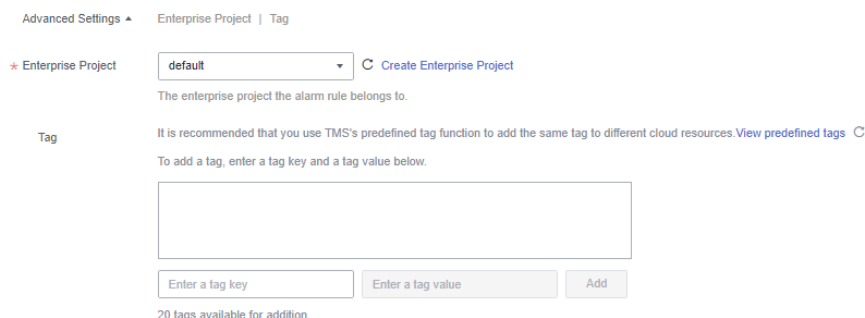 Advanced Settings ▲ Enterprise Project | Tag
* Enterprise Project default Create Enterprise Project
The enterprise project the alarm rule belongs to.
Tag It is recommended that you use TMS's predefined tag function to add the same tag to different cloud resources.View predefined tags
To add a tag, enter a tag key and a tag value below.
Enter a tag key Enter a tag value Add
20 tags available for addition.